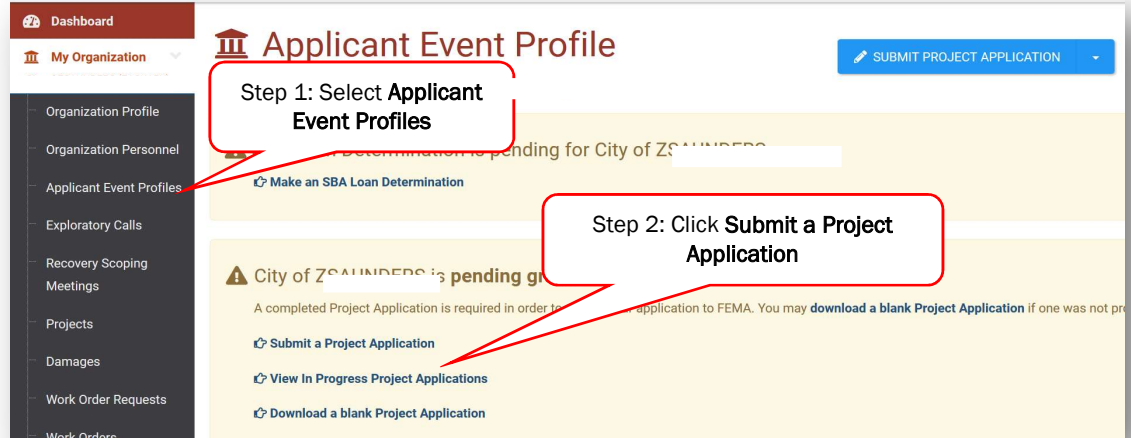 Dashboard
My Organization
Organization Profile
Organization Personnel
Applicant Event Profiles
Exploratory Calls
Recovery Scoping
Meetings
Projects
Damages
Work Order Requests
Work Orders
Applicant Event Profile
SUBMIT PROJECT APPLICATION
Step 1: Select Applicant
Event Profiles
Determination is pending for City of ZSAUNDERS
Make an SBA Loan Determination
Step 2: Click Submit a Project
Application
City of ZSAUNDERS is pending
A completed Project Application is required in order to application to FEMA. You may download a blank Project Application if one was not
Submit a Project Application
View In Progress Project Applications
Download a blank Project Application